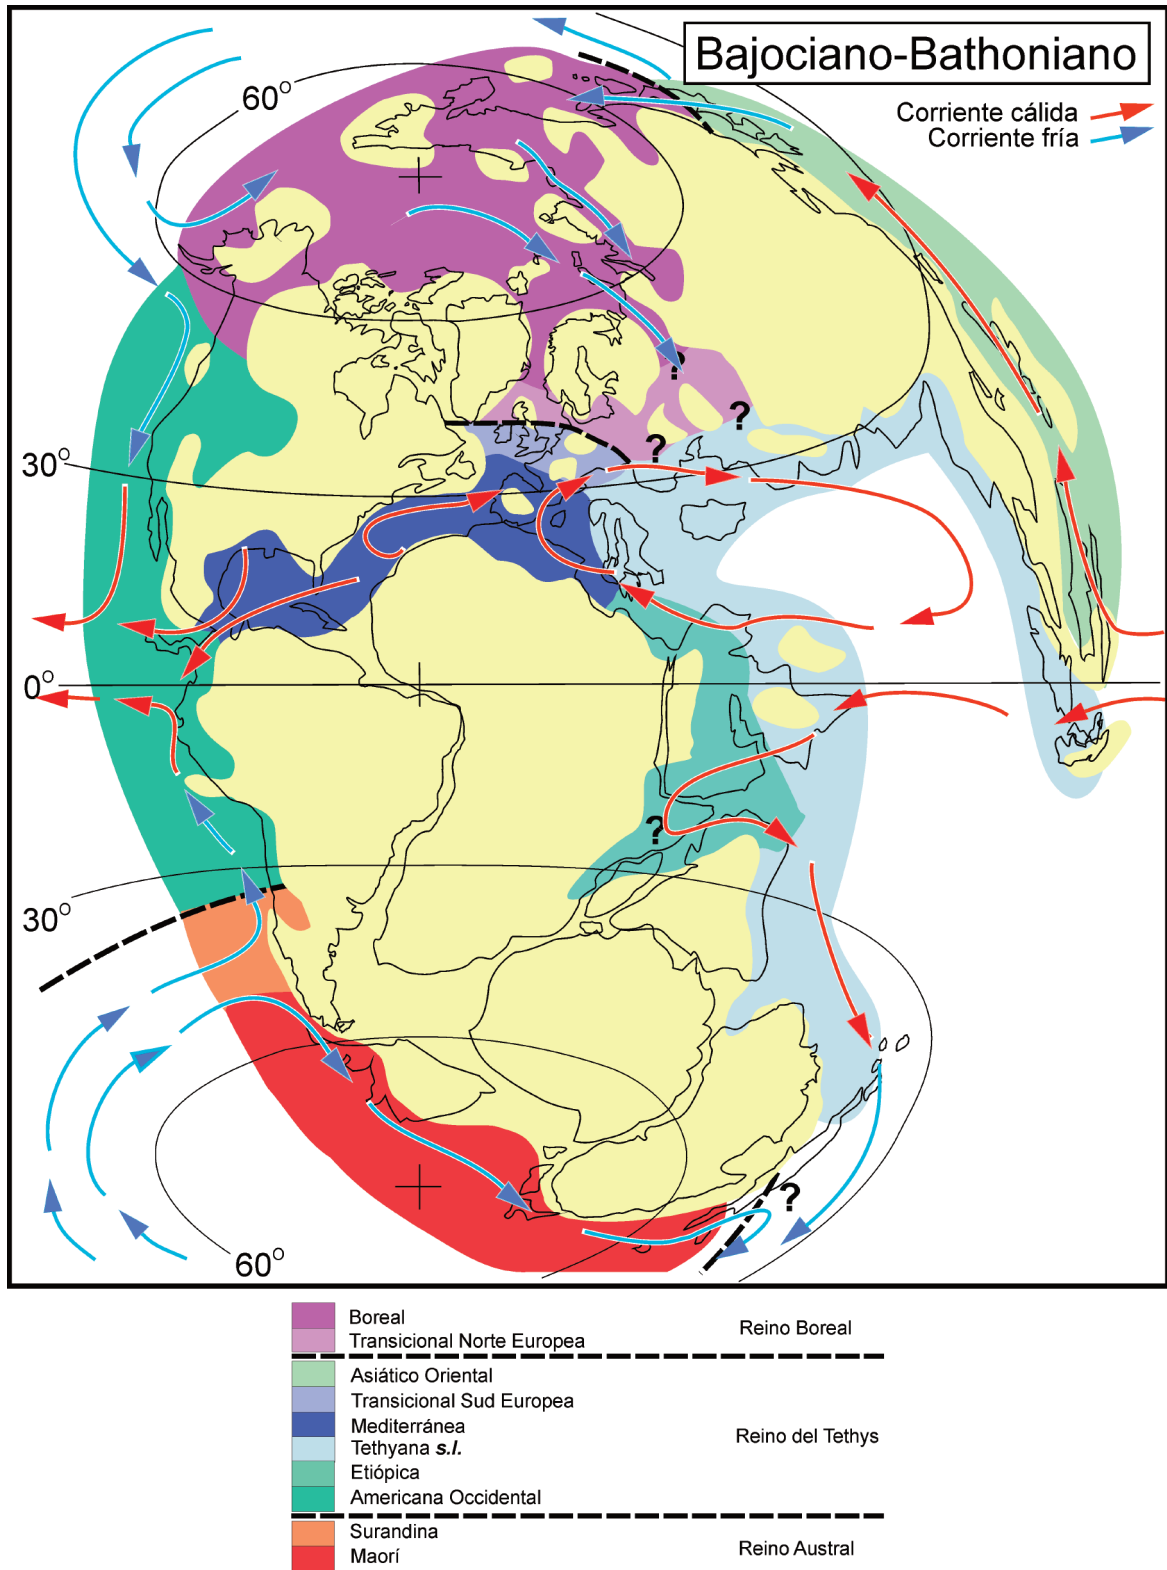 Bajociano-Bathoniano
Corriente cálida
Corriente fría
60°
?
?
?
30°
0°
?
30°
?
60°
Boreal
Transicional Norte Europea
Reino Boreal
Asiático Oriental
Transicional Sud Europea
Mediterránea
Tethyana s.l.
Etiópica
Americana Occidental
Reino del Tethys
Surandina
Maorí
Reino Austral